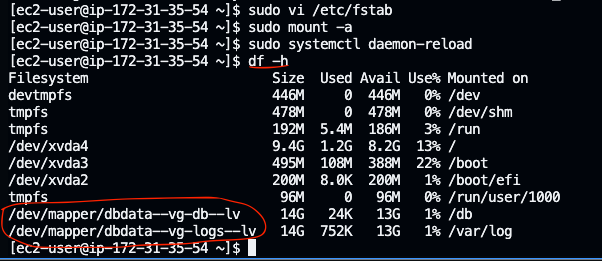 [ec2-user@ip-172-31-35-54 ~]$ sudo vi /etc/fstab
[ec2-user@ip-172-31-35-54 ~]$ sudo mount -a
[ec2-user@ip-172-31-35-54 ~]$ sudo systemctl daemon-reload
[ec2-user@ip-172-31-35-54 ~]$ df -h
Filesystem                      Size  Used Avail Use% Mounted on
devtmpfs                        446M     0  446M   0% /dev
tmpfs                           478M     0  478M   0% /dev/shm
tmpfs                           192M  5.4M  186M   3% /run
/dev/xvda4                      9.4G  1.2G  8.2G  13% /
/dev/xvda3                      495M  108M  388M  22% /boot
/dev/xvda2                      200M  8.0K  200M   1% /boot/efi
tmpfs                            96M     0   96M   0% /run/user/1000
/dev/mapper/dbdata--vg-db--lv    14G   24K   13G   1% /db
/dev/mapper/dbdata--vg-logs--lv  14G  752K   13G   1% /var/log
[ec2-user@ip-172-31-35-54 ~]$